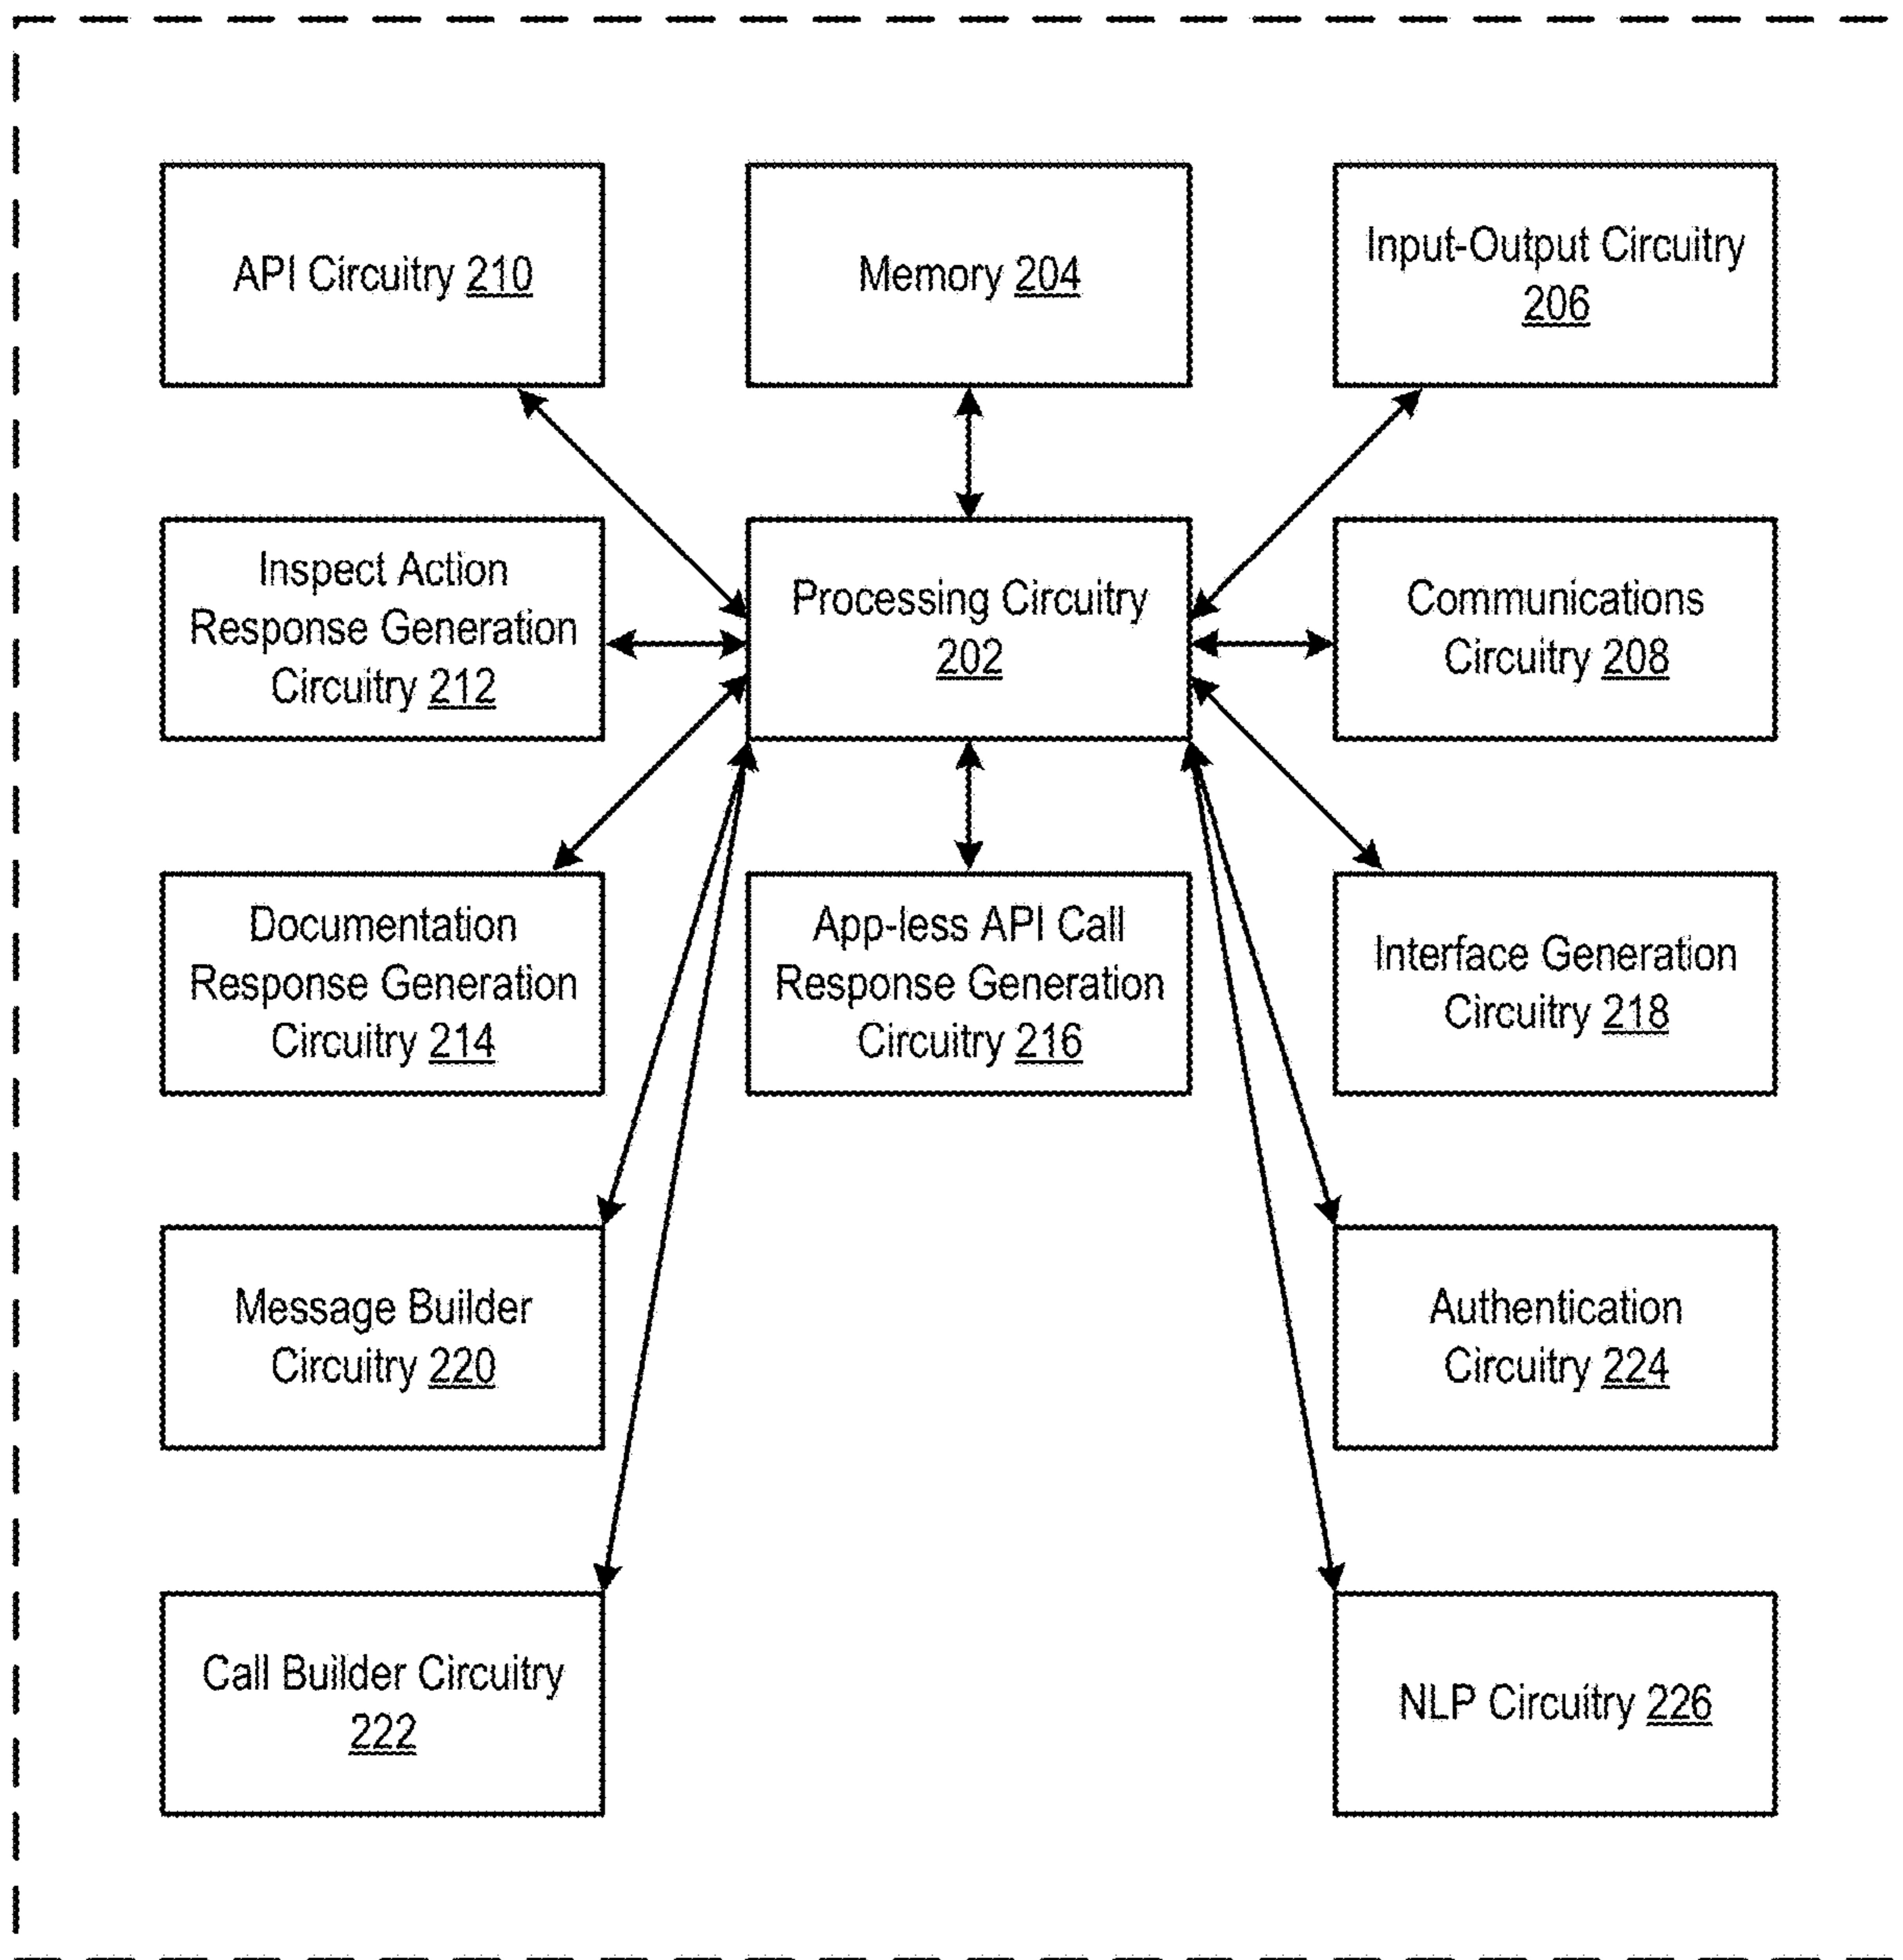 API Circuitry 210
Memory 204
Input-Output Circuitry
206
Inspect Action
Response Generation
Circuitry 212
Processing Circuitry
202
Communications
Circuitry 208
Documentation
Response Generation
Circuitry 214
App-less API Call
Response Generation
Circuitry 216
Interface Generation
Circuitry 218
Message Builder
Circuitry 220
Authentication
Circuitry 224
Call Builder Circuitry
222
NLP Circuitry 226